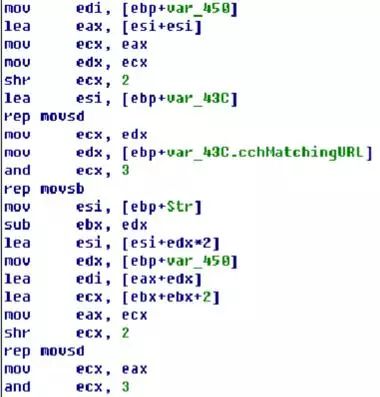 mov edi, [ebp+var_450]
lea eax, [esi+esi]
mov ecx, eax
mov edx, ecx
shr ecx, 2
lea esi, [ebp+var_43C]
rep movsd
mov ecx, edx
mov edx, [ebp+var_43C.cchMatchingURL]
and ecx, 3
rep movsb
mov esi, [ebp+Str]
sub ebx, edx
lea esi, [esi+edx*2]
mov edx, [ebp+var_450]
lea edi, [eax+edx]
lea ecx, [ebx+ebx+2]
mov eax, ecx
shr ecx, 2
rep movsd
mov ecx, eax
and ecx, 3